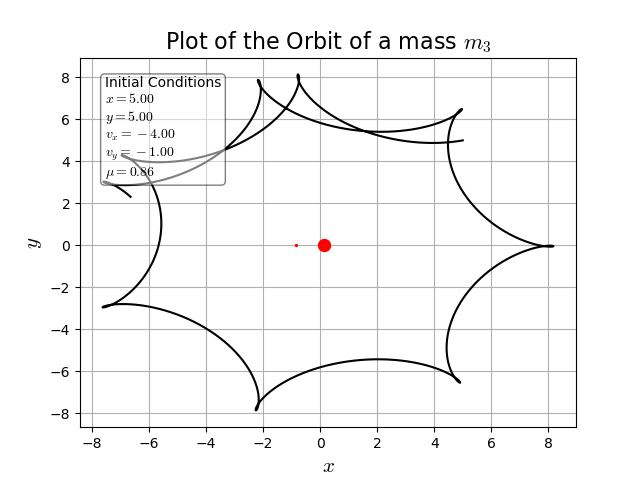 Plot of the Orbit of a mass m₃
Initial Conditions
x = 5.00
y = 5.00
vₓ = −4.00
v_y = −1.00
μ = 0.86
8
6
4
2
0
−2
−4
−6
−8
y
−8 −6 −4 −2 0 2 4 6 8
x